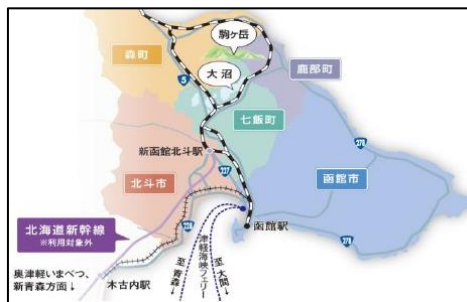 駒ヶ岳
森町
鹿部町
5
大沼
七飯町
278
新函館北斗駅
227
北斗市
函館市
北海道新幹線
※利用対象外
228
函館駅
278
奥津軽いまべつ、
新青森方面↓
木古内駅
至青森↓
津軽海峡フェリー
至大間↓